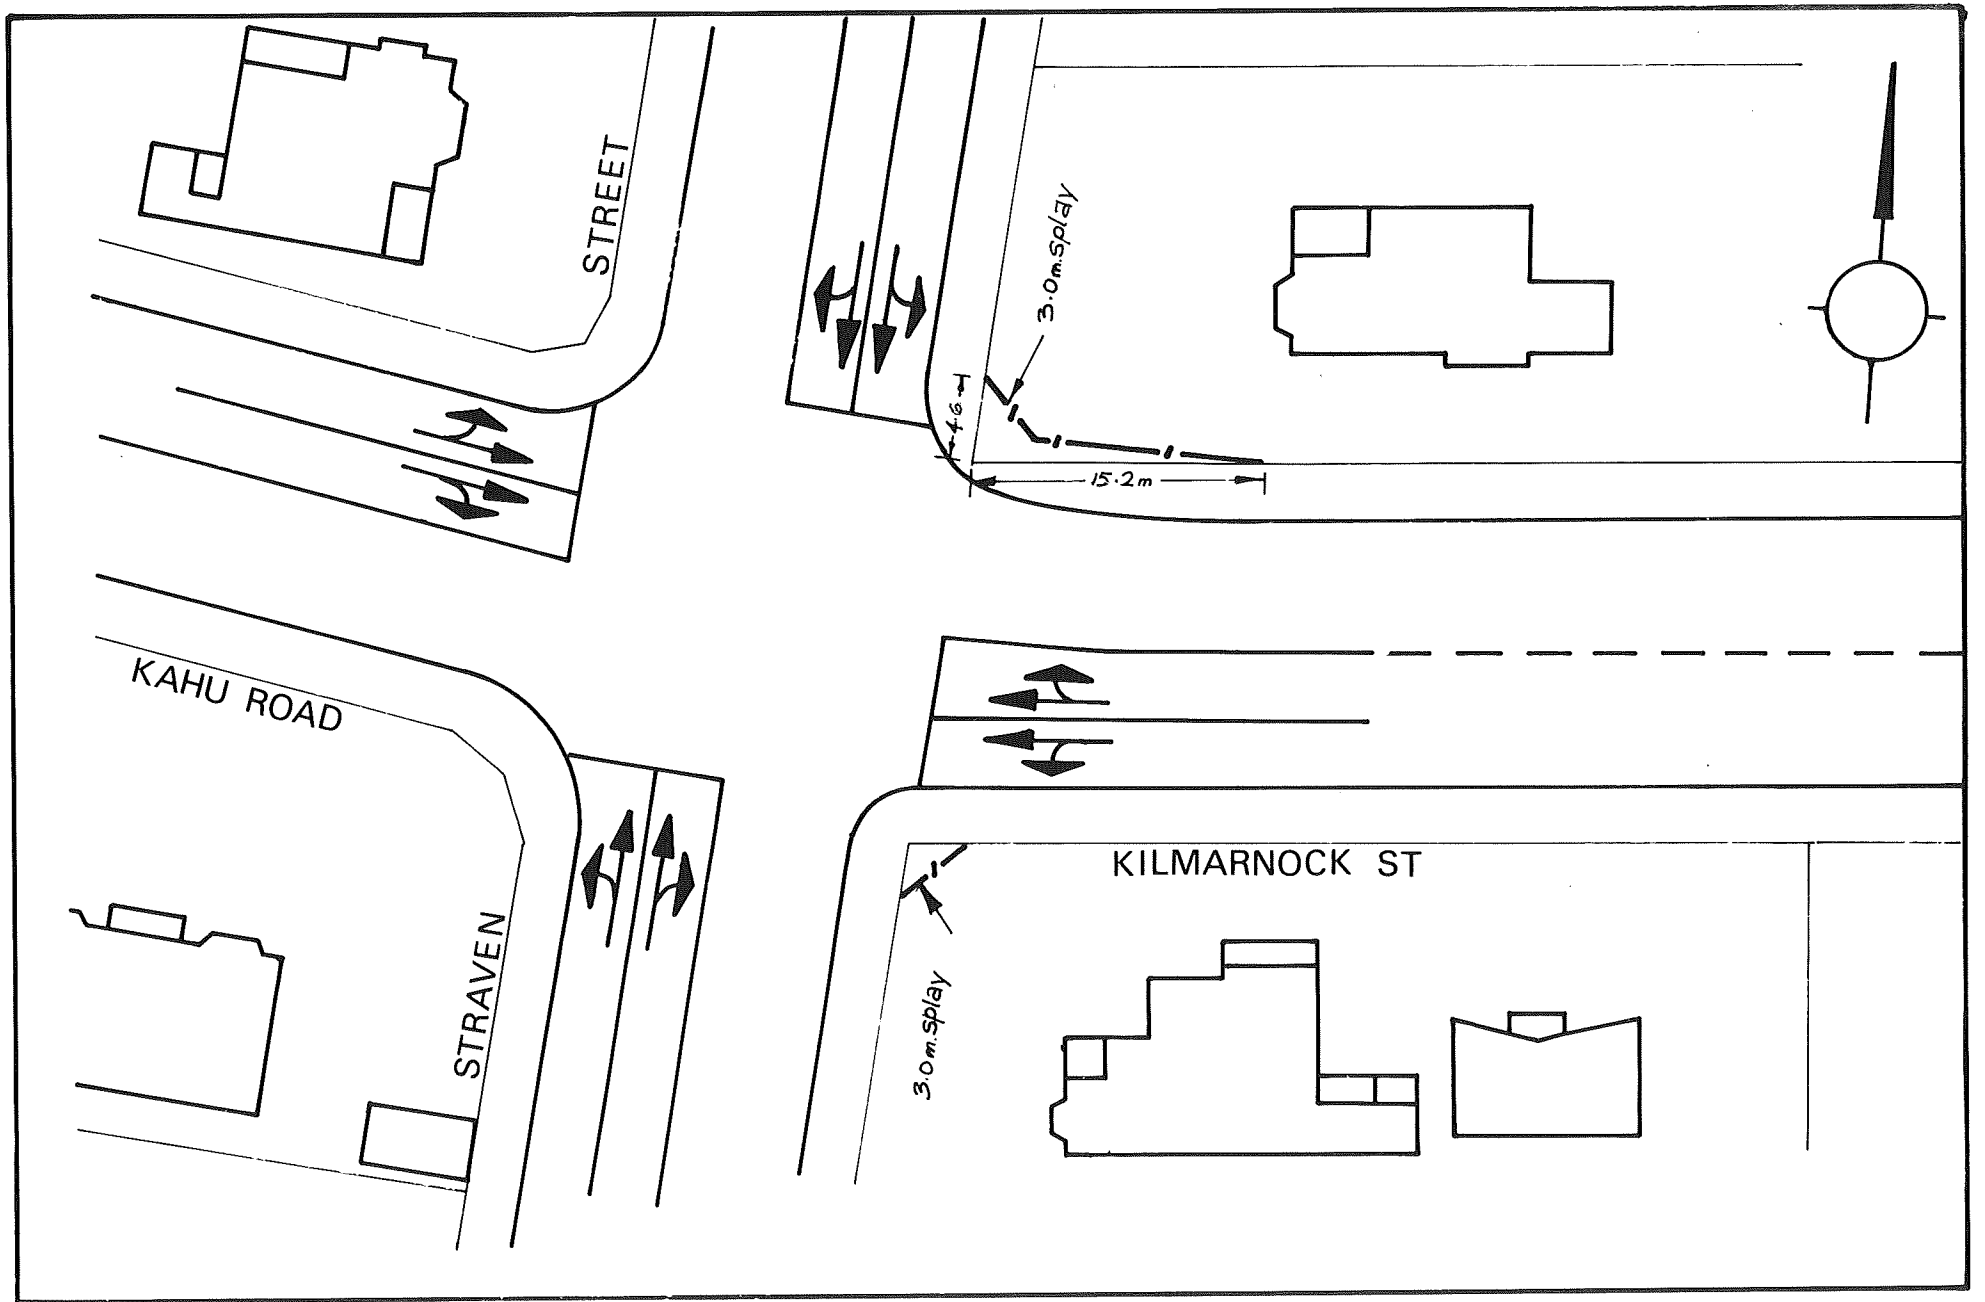 STREET
3.0m.splay
4.6
15.2m
KAHU ROAD
KILMARNOCK ST
STRAVEN
3.0m.splay